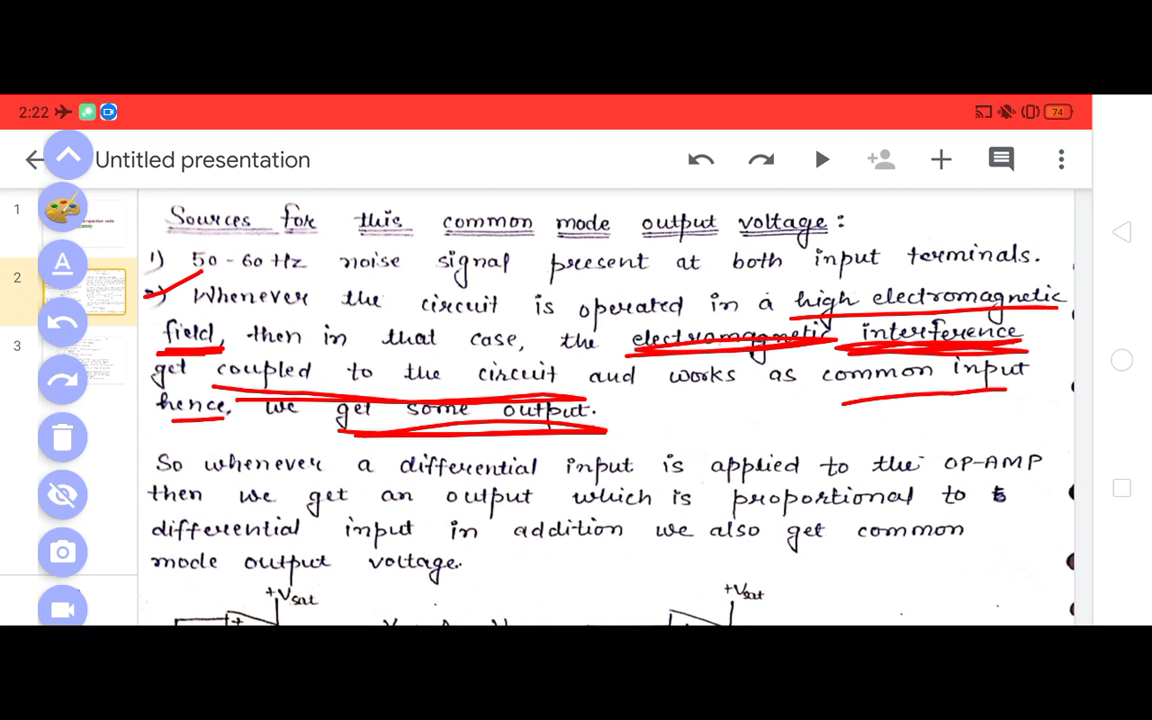 2:22
74
Untitled presentation
1
2
3
Sources for this common mode output voltage:
1) 50-60 Hz noise signal present at both input terminals.
2) Whenever the circuit is operated in a high electromagnetic
field, then in that case, the electromagnetic interference
get coupled to the circuit and works as common input
hence, we get some output.
So whenever a differential input is applied to the OP-AMP
then we get an output which is proportional to
differential input in addition we also get common
mode output voltage.
+Vsat
+Vsat